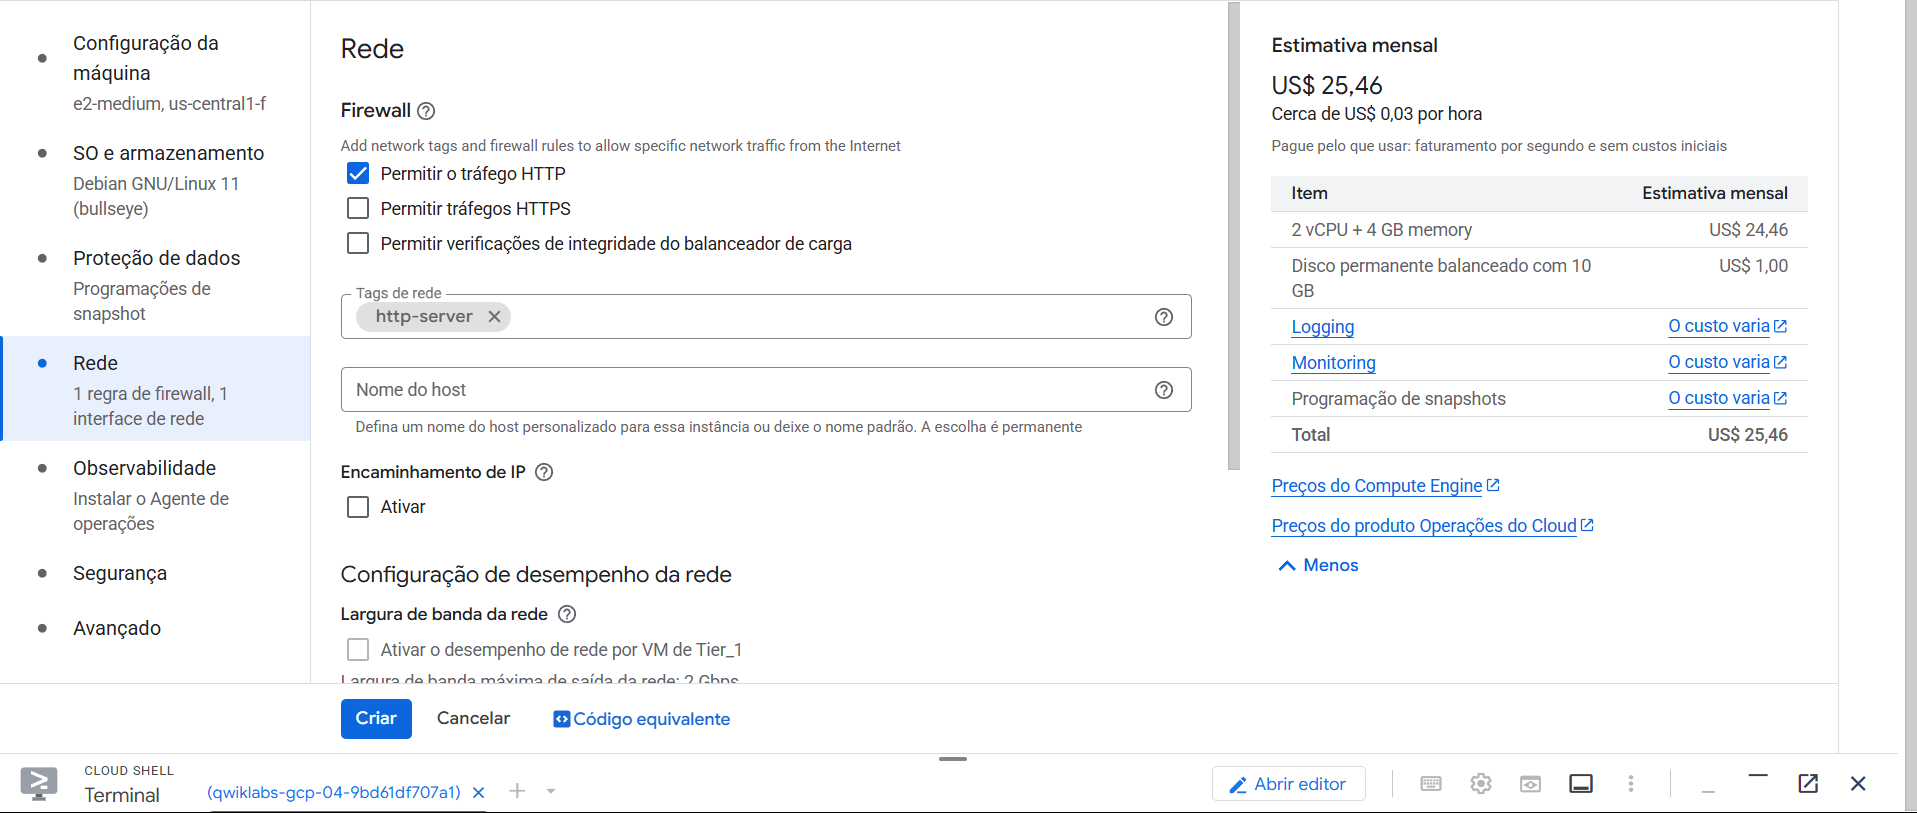 Configuração da
máquina
e2-medium, us-central1-f
SO e armazenamento
Debian GNU/Linux 11
(bullseye)
Proteção de dados
Programações de
snapshot
Rede
1 regra de firewall, 1
interface de rede
Observabilidade
Instalar o Agente de
operações
Segurança
Avançado
Rede
Firewall
Add network tags and firewall rules to allow specific network traffic from the Internet
Permitir o tráfego HTTP
Permitir tráfegos HTTPS
Permitir verificações de integridade do balanceador de carga
Tags de rede
http-server
Nome do host
Defina um nome do host personalizado para essa instância ou deixe o nome padrão. A escolha é permanente
Encaminhamento de IP
Ativar
Configuração de desempenho da rede
Largura de banda da rede
Ativar o desempenho de rede por VM de Tier_1
Largura de banda máxima de saída da rede: 2 Gbps
Criar
Cancelar
Código equivalente
Estimativa mensal
US$ 25,46
Cerca de US$ 0,03 por hora
Pague pelo que usar: faturamento por segundo e sem custos iniciais
Item Estimativa mensal
2 vCPU + 4 GB memory US$ 24,46
Disco permanente balanceado com 10 US$ 1,00
GB
Logging O custo varia
Monitoring O custo varia
Programação de snapshots O custo varia
Total US$ 25,46
Preços do Compute Engine
Preços do produto Operações do Cloud
Menos
CLOUD SHELL
Terminal
(qwiklabs-gcp-04-9bd61df707a1)
Abrir editor